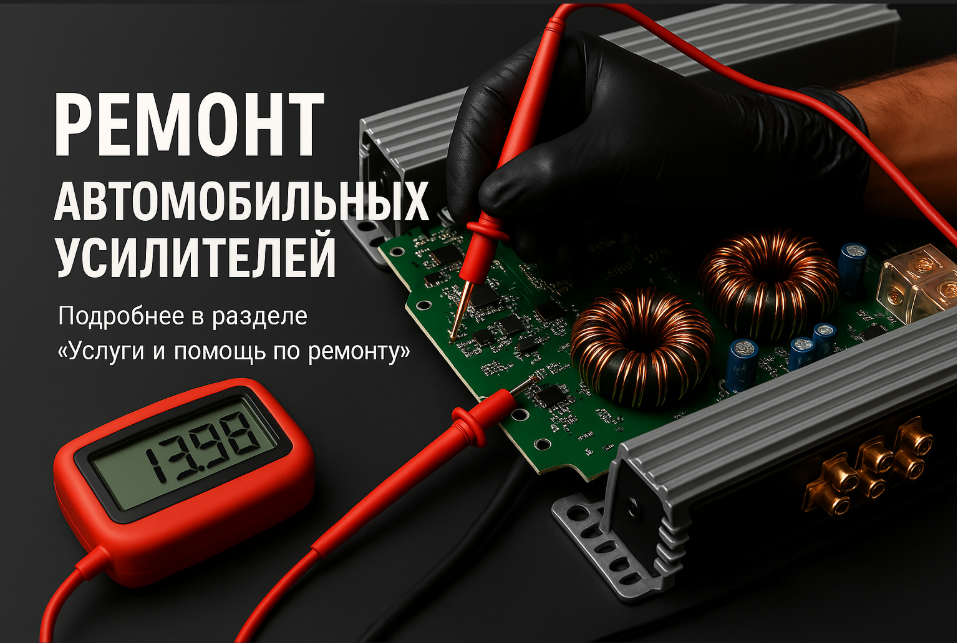 РЕМОНТ
АВТОМОБИЛЬНЫХ
УСИЛИТЕЛЕЙ
Подробнее в разделе
«Услуги и помощь по ремонту»
13.98